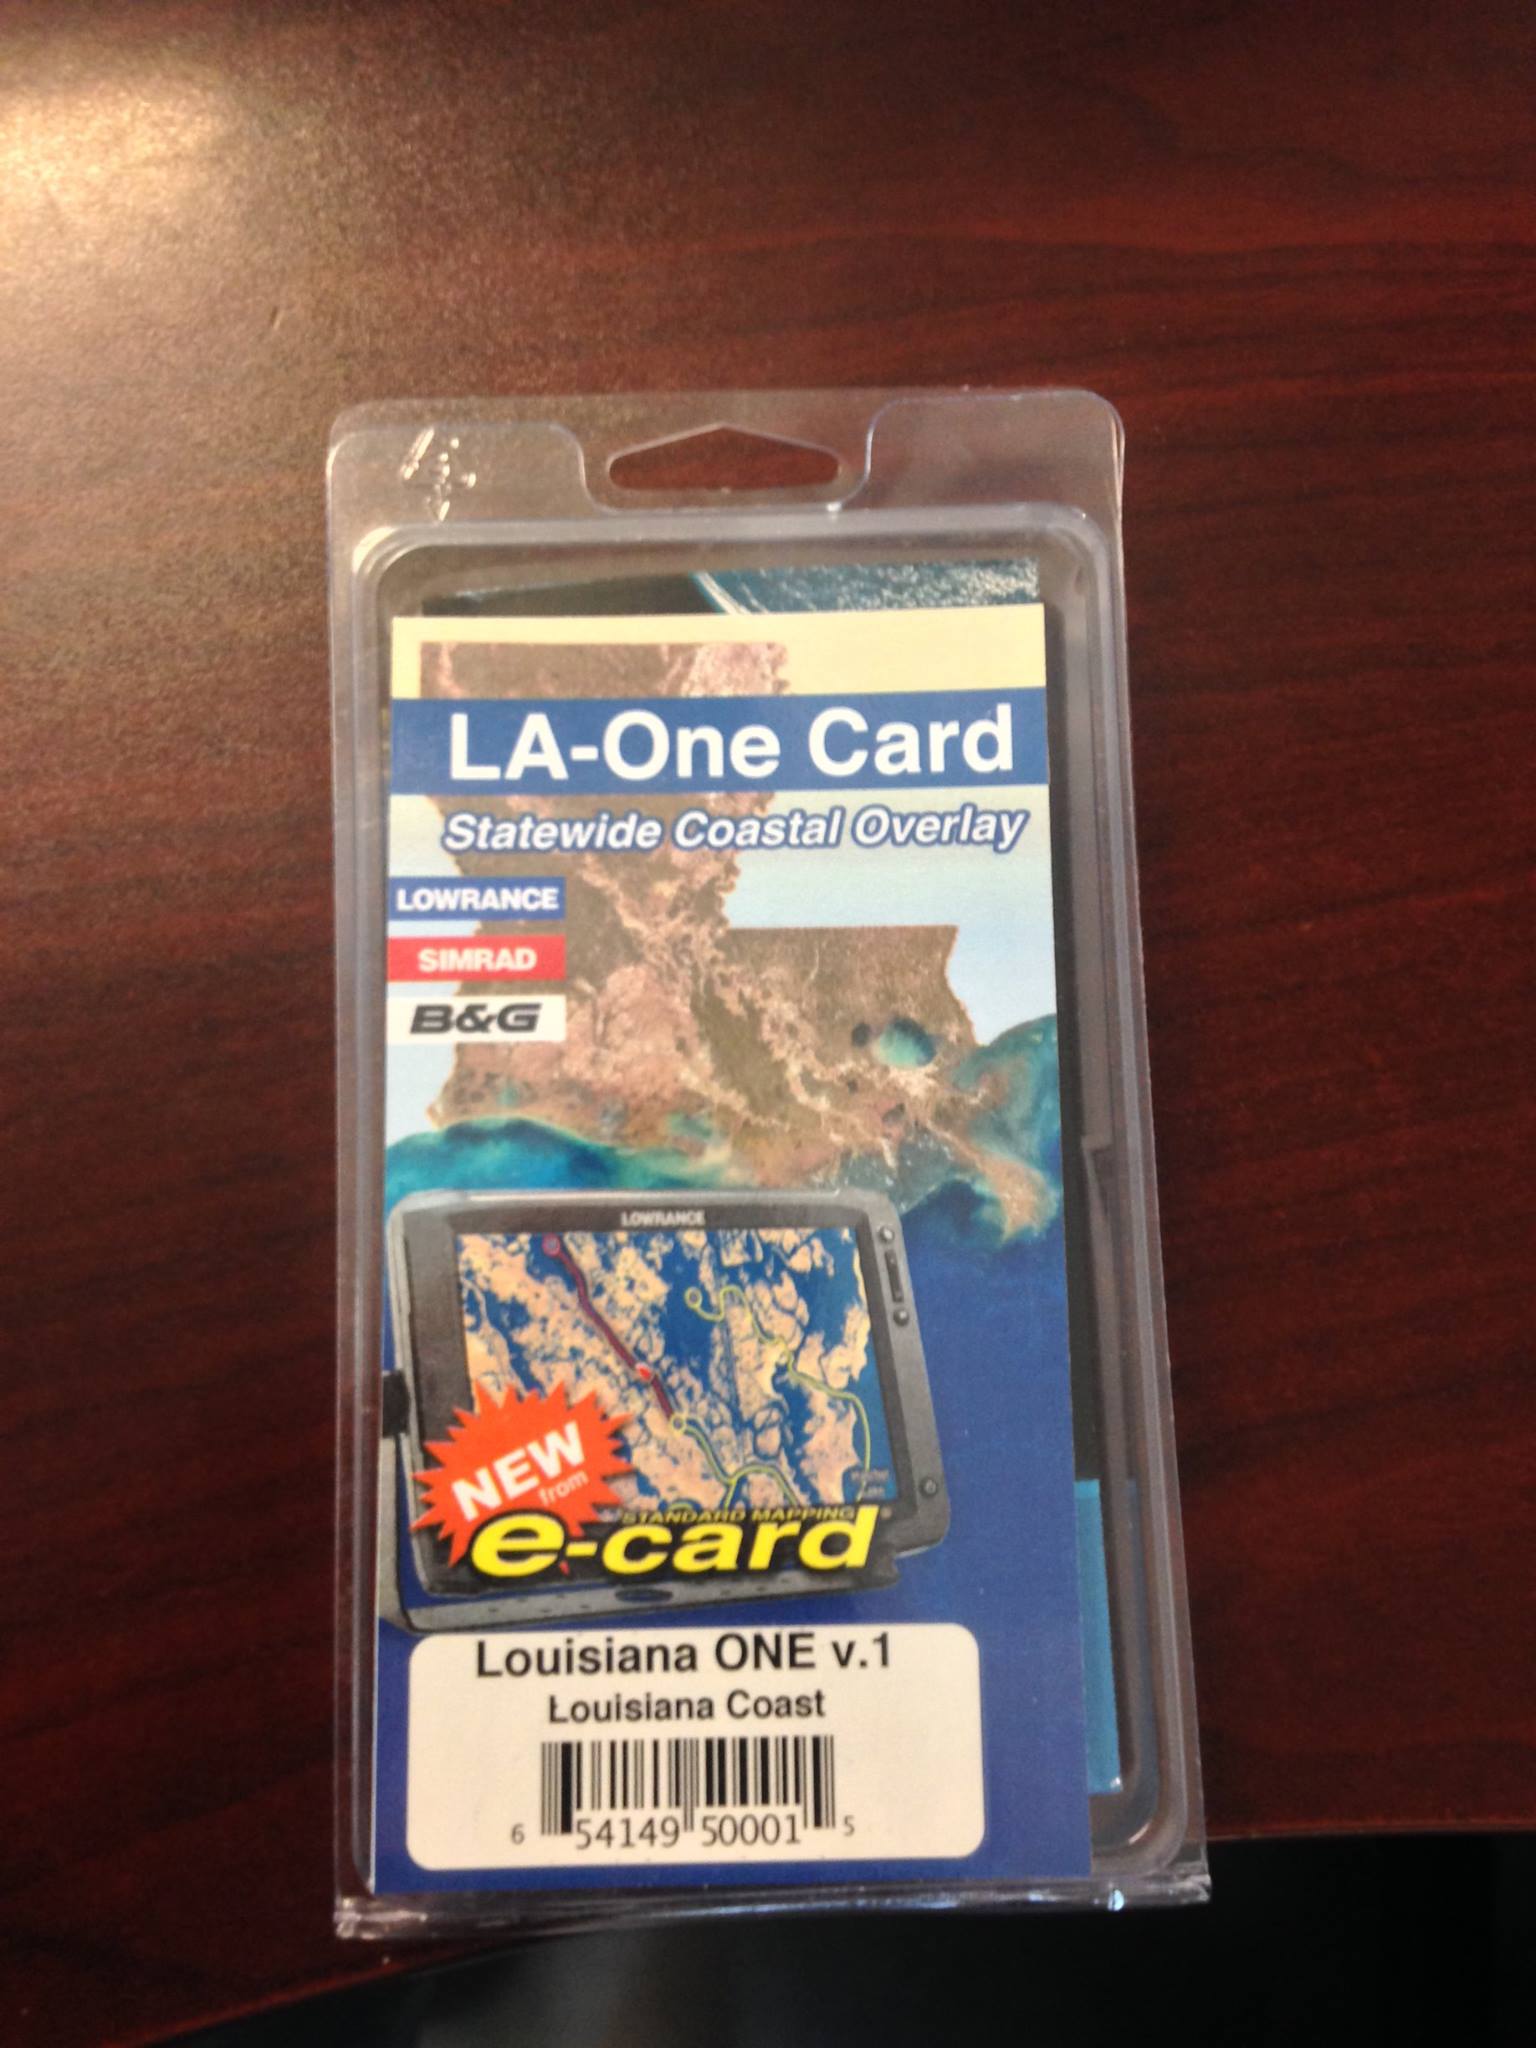 LA-One Card
Statewide Coastal Overlay
LOWRANCE
SIMRAD
B&G
LOWRANCE
NEW
from
STANDARD MAPPING®
e-card
Louisiana ONE v.1
Louisiana Coast
6 54149 50001 5